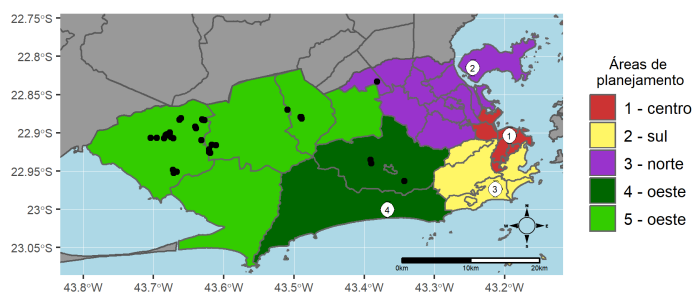 22.75°S
22.8°S
22.85°S
22.9°S
22.95°S
23°S
23.05°S
43.8°W
43.7°W
43.6°W
43.5°W
43.4°W
43.3°W
43.2°W
2
1
3
4
N
W
E
S
0km
10km
20km
Áreas de
planejamento
1 - centro
2 - sul
3 - norte
4 - oeste
5 - oeste